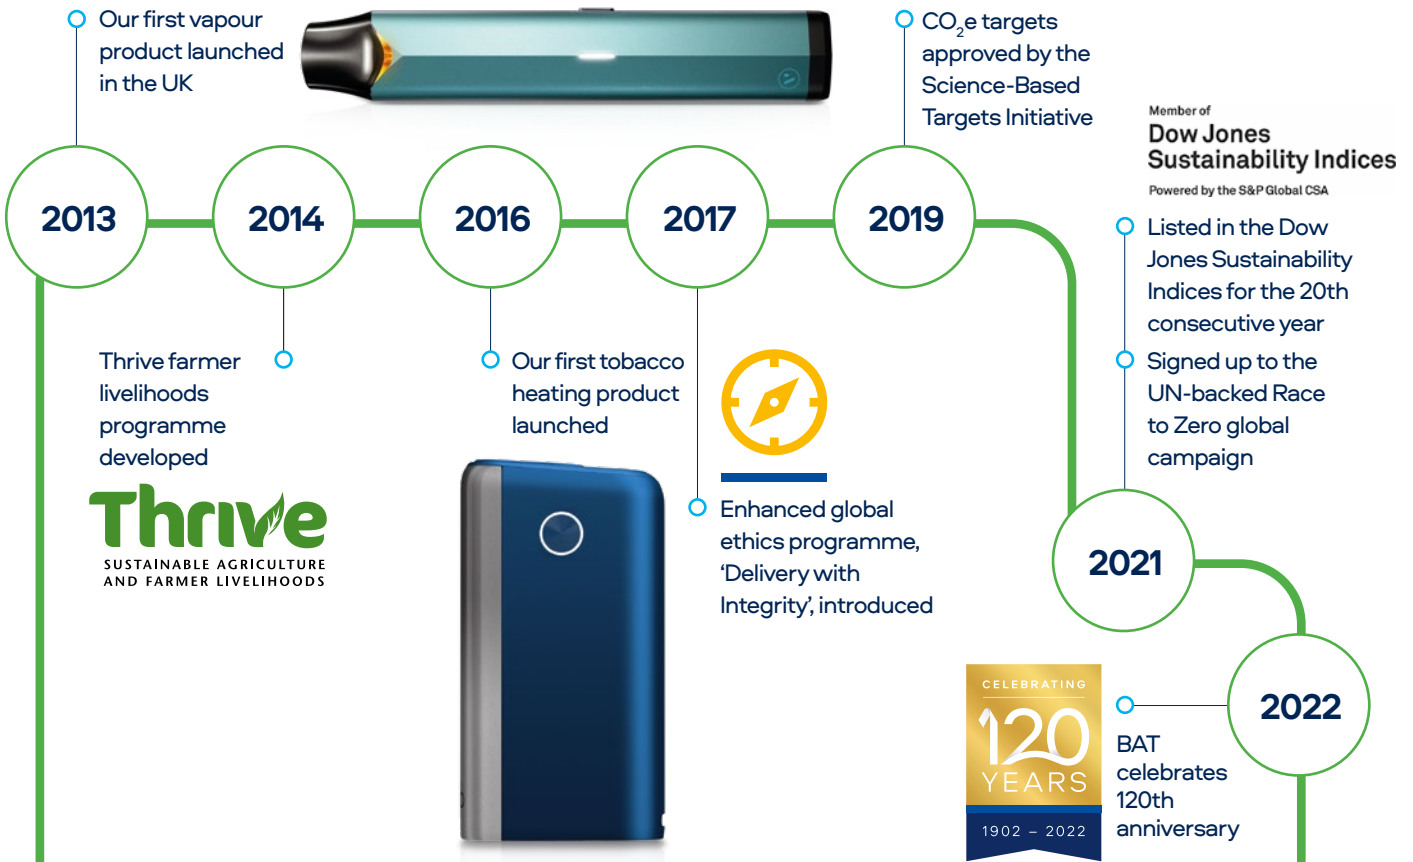 Our first vapour
product launched
in the UK
CO2e targets
approved by the
Science-Based
Targets Initiative
Member of
Dow Jones
Sustainability Indices
Powered by the S&P Global CSA
2013
2014
2016
2017
2019
Listed in the Dow
Jones Sustainability
Indices for the 20th
consecutive year
Signed up to the
UN-backed Race
to Zero global
campaign
Thrive farmer
livelihoods
programme
developed
Thrive
SUSTAINABLE AGRICULTURE
AND FARMER LIVELIHOODS
Our first tobacco
heating product
launched
Enhanced global
ethics programme,
‘Delivery with
Integrity’, introduced
2021
2022
CELEBRATING
120
YEARS
1902 – 2022
BAT
celebrates
120th
anniversary